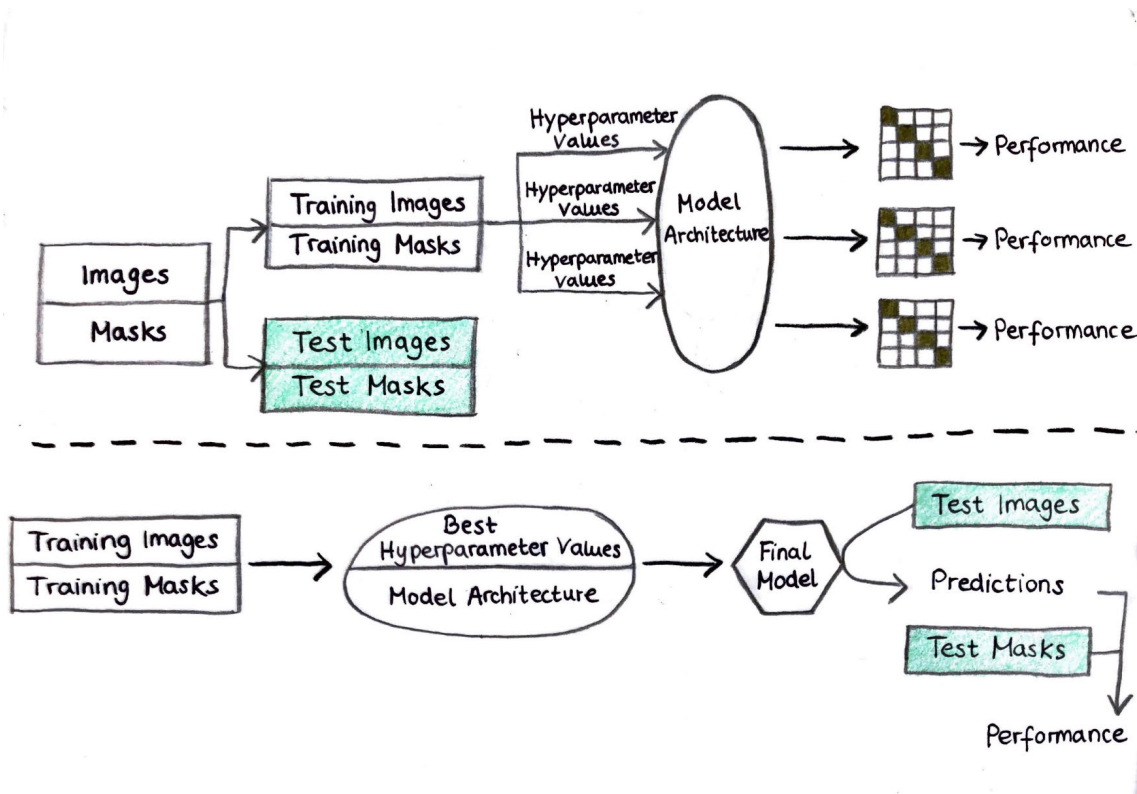 Hyperparameter
Values
Hyperparameter
Values
Hyperparameter
Values
Images
Masks
Training Images
Training Masks
Test Images
Test Masks
Model
Architecture
Performance
Performance
Performance
Training Images
Training Masks
Best
Hyperparameter Values
Model Architecture
Final
Model
Test Images
Predictions
Test Masks
Performance